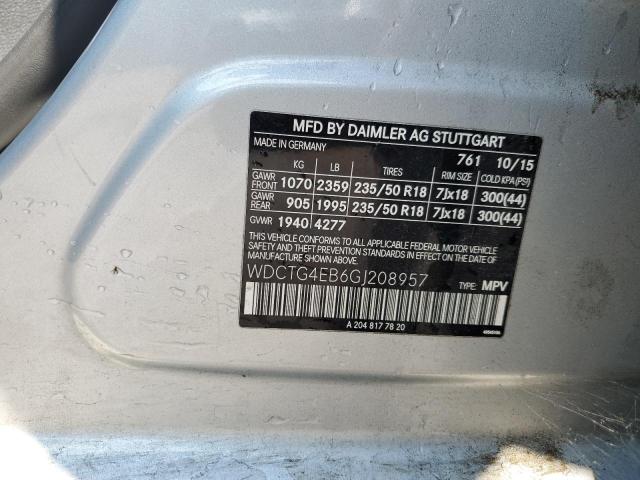 MFD BY DAIMLER AG STUTTGART
MADE IN GERMANY 761 10/15
KG LB TIRES RIM SIZE COLD KPA(PSI)
GAWR FRONT 1070 2359 235/50 R18 7Jx18 300(44)
GAWR REAR 905 1995 235/50 R18 7Jx18 300(44)
GVWR 1940 4277
THIS VEHICLE CONFORMS TO ALL APPLICABLE FEDERAL MOTOR VEHICLE
SAFETY AND THEFT PREVENTION STANDARDS IN EFFECT ON THE DATE OF
MANUFACTURE SHOWN ABOVE.
WDCTG4EB6GJ208957 TYPE: MPV
A 204 817 78 20